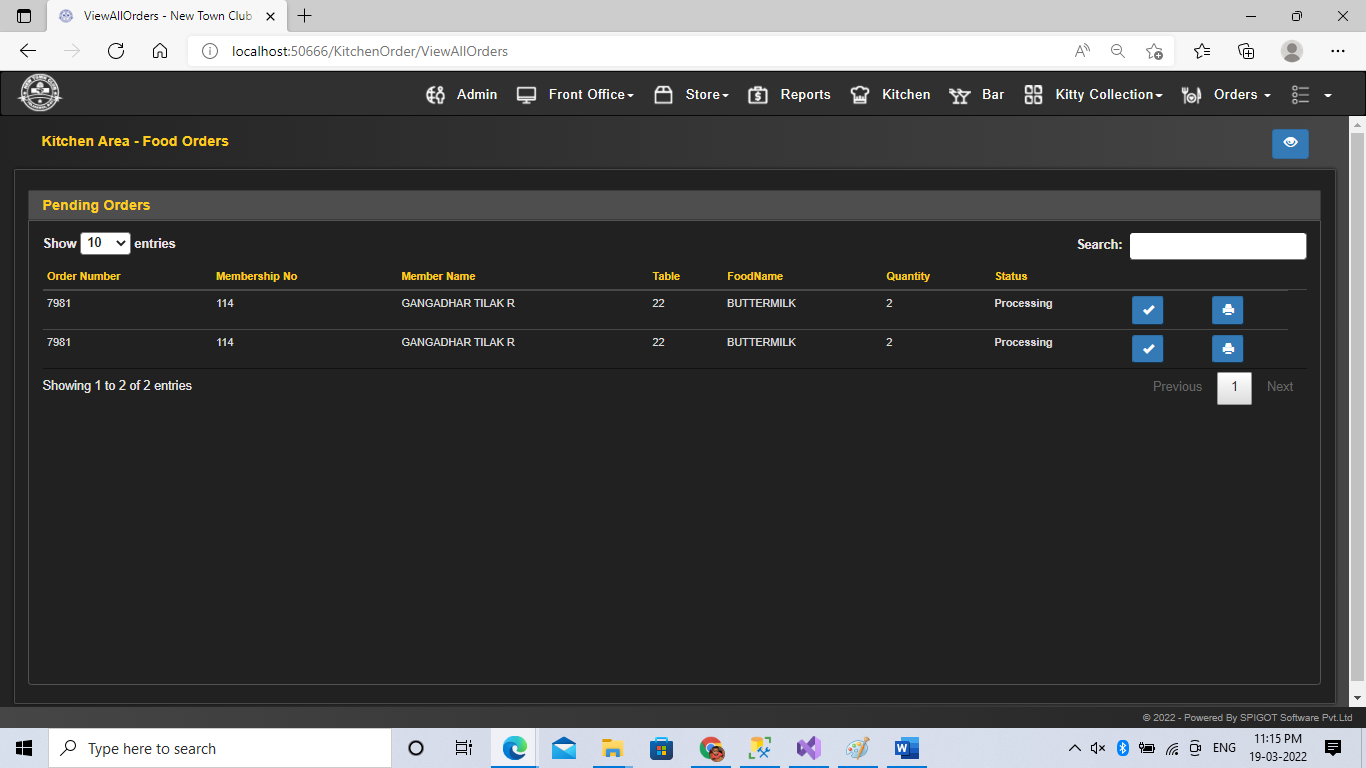 ViewAllOrders - New Town Club
localhost:50666/KitchenOrder/ViewAllOrders
Admin Front Office Store Reports Kitchen Bar Kitty Collection Orders
Kitchen Area - Food Orders
Pending Orders
Show 10 entries Search:
Order Number Membership No Member Name Table FoodName Quantity Status
7981 114 GANGADHAR TILAK R 22 BUTTERMILK 2 Processing
7981 114 GANGADHAR TILAK R 22 BUTTERMILK 2 Processing
Showing 1 to 2 of 2 entries Previous 1 Next
© 2022 - Powered By SPIGOT Software Pvt.Ltd
Type here to search ENG 11:15 PM
19-03-2022